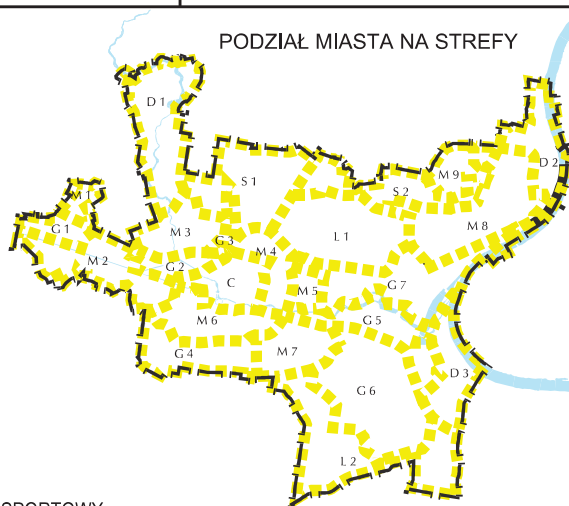 PODZIAŁ MIASTA NA STREFY
D 1
D 2
M 9
S 1
S 2
M 1
G 1
M 3
M 8
L 1
G 3
M 4
M 2
G 2
C
M 5
G 7
M 6
G 5
G 4
M 7
D 3
G 6
L 2
SPORTOWY